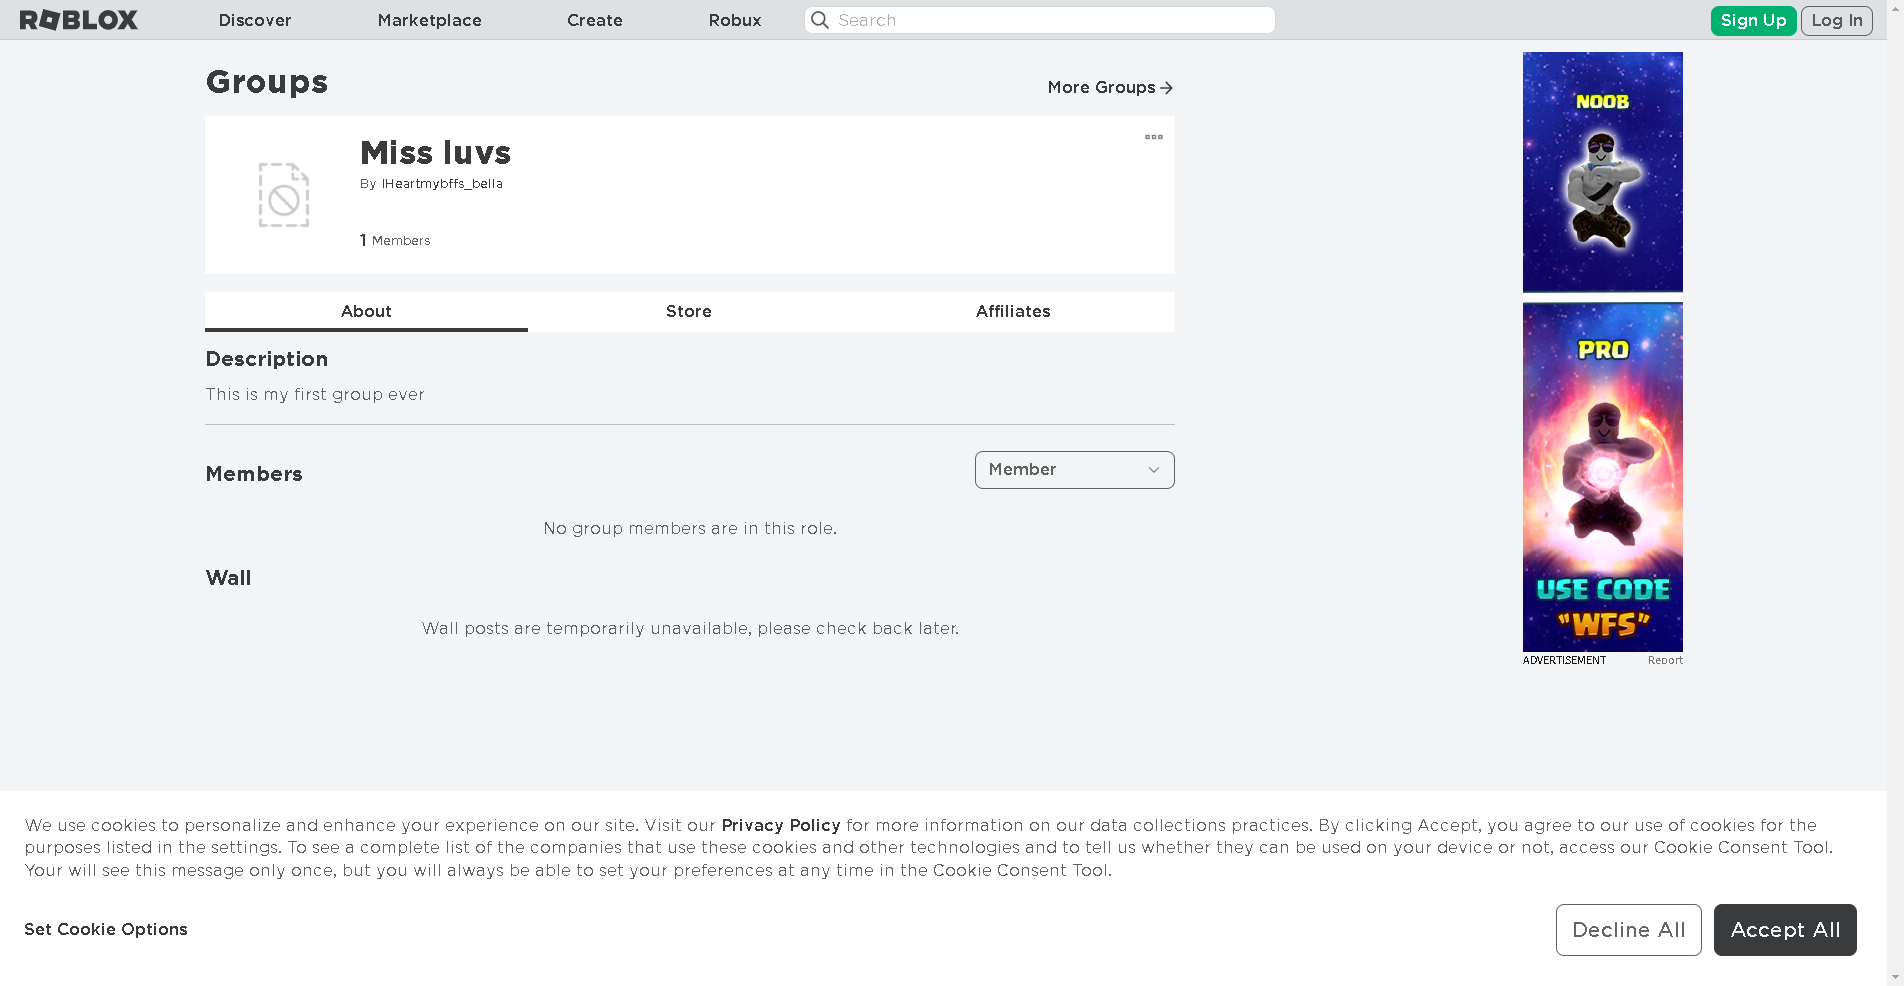 ROBLOX
Discover
Marketplace
Create
Robux
Search
Sign Up
Log In
Groups
More Groups
Miss luvs
By IHeartmybffs_bella
1 Members
About
Store
Affiliates
Description
This is my first group ever
Members
Member
No group members are in this role.
Wall
Wall posts are temporarily unavailable, please check back later.
NOOB
PRO
USE CODE
"WFS"
ADVERTISEMENT
Report
We use cookies to personalize and enhance your experience on our site. Visit our Privacy Policy for more information on our data collections practices. By clicking Accept, you agree to our use of cookies for the
purposes listed in the settings. To see a complete list of the companies that use these cookies and other technologies and to tell us whether they can be used on your device or not, access our Cookie Consent Tool.
Your will see this message only once, but you will always be able to set your preferences at any time in the Cookie Consent Tool.
Set Cookie Options
Decline All
Accept All